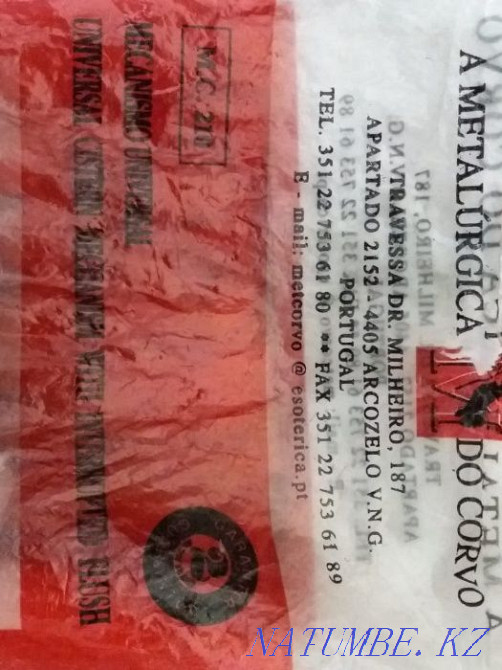 A METALÚRGICA DO CORVO
TRAVESSA DR. MILHEIRO, 187
APARTADO 2152 - 4405 ARCOZELO V.N.G.
PORTUGAL
TEL. 351 22 753 61 80 ** FAX 351 22 753 61 89
E - mail: metcorvo @ esoterica.pt
W.C. 210
MECANISMO UNIVERSAL
UNIVERSAL CISTERN MECHANISM WITH INTERRUPTED FLUSH
NATUMBE.KZ